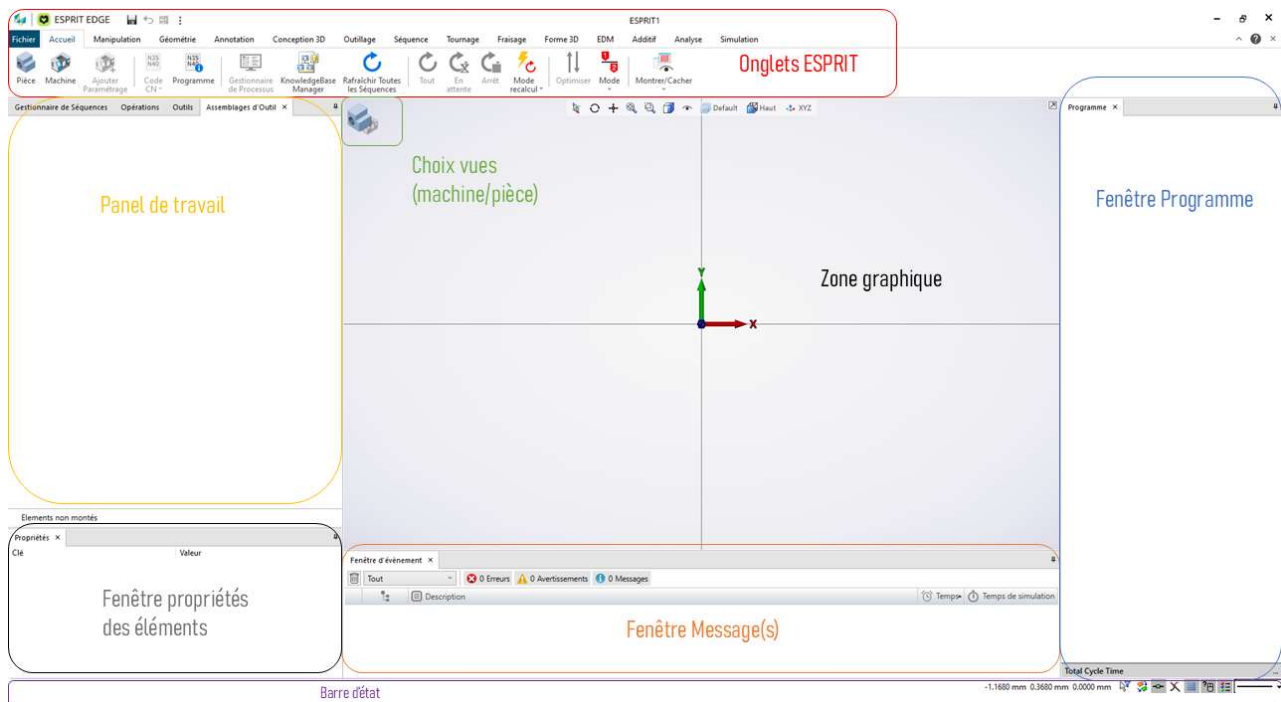 ESPRIT EDGE
ESPRIT1
Fichier Accueil Manipulation Géométrie Annotation Conception 3D Outillage Séquence Tournage Fraisage Forme 3D EDM Additif Analyse Simulation
Pièce Machine Ajouter Paramétrage Code CN Programme Gestionnaire de Processus KnowledgeBase Manager Rafraîchir Toutes les Séquences Tout En attente Arrêt Mode recalcul Optimiser Mode Montrer/Cacher
Onglets ESPRIT
Gestionnaire de Séquences Opérations Outils Assemblages d'Outil
Default Haut XYZ
Programme
Choix vues
(machine/pièce)
Panel de travail
Fenêtre Programme
Y
X
Zone graphique
Elements non montés
Propriétés
Clé Valeur
Fenêtre propriétés
des éléments
Fenêtre d'évènement
Tout 0 Erreurs 0 Avertissements 0 Messages
Description Temps Temps de simulation
Fenêtre Message(s)
Total Cycle Time
Barre d'état
-1.1680 mm 0.3680 mm 0.0000 mm